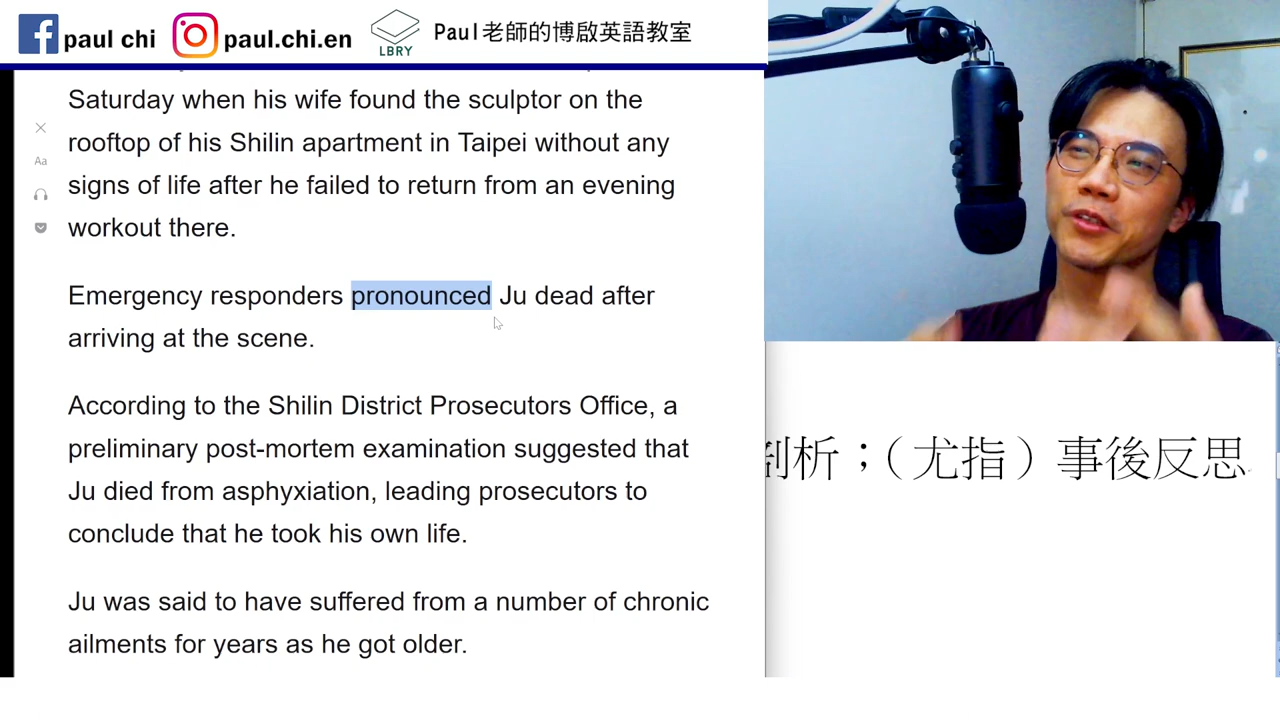 paul chi
paul.chi.en
LBRY
Paul老師的博啟英語教室
Saturday when his wife found the sculptor on the
rooftop of his Shilin apartment in Taipei without any
signs of life after he failed to return from an evening
workout there.
Emergency responders pronounced Ju dead after
arriving at the scene.
According to the Shilin District Prosecutors Office, a
preliminary post-mortem examination suggested that
Ju died from asphyxiation, leading prosecutors to
conclude that he took his own life.
Ju was said to have suffered from a number of chronic
ailments for years as he got older.
Aa
剖析；（尤指）事後反思